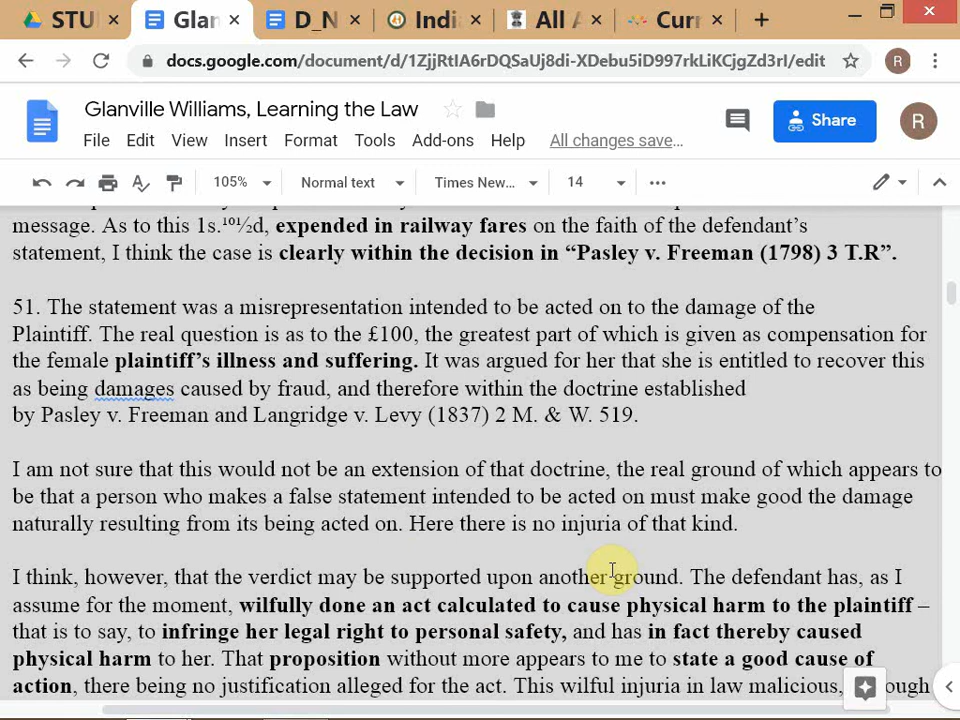 STU
Glan
D_N
Indi
All A
Curr
docs.google.com/document/d/1ZjjRtIA6rDQSaUj8di-XDebu5iD997rkLiKCjgZd3rI/edit
R
Glanville Williams, Learning the Law
Share
R
File Edit View Insert Format Tools Add-ons Help All changes save…
105% Normal text Times New... 14
message. As to this 1s.¹⁰¹⁄₂d, expended in railway fares on the faith of the defendant’s
statement, I think the case is clearly within the decision in “Pasley v. Freeman (1798) 3 T.R”.
51. The statement was a misrepresentation intended to be acted on to the damage of the
Plaintiff. The real question is as to the £100, the greatest part of which is given as compensation for
the female plaintiff’s illness and suffering. It was argued for her that she is entitled to recover this
as being damages caused by fraud, and therefore within the doctrine established
by Pasley v. Freeman and Langridge v. Levy (1837) 2 M. & W. 519.
I am not sure that this would not be an extension of that doctrine, the real ground of which appears to
be that a person who makes a false statement intended to be acted on must make good the damage
naturally resulting from its being acted on. Here there is no injuria of that kind.
I think, however, that the verdict may be supported upon another ground. The defendant has, as I
assume for the moment, wilfully done an act calculated to cause physical harm to the plaintiff –
that is to say, to infringe her legal right to personal safety, and has in fact thereby caused
physical harm to her. That proposition without more appears to me to state a good cause of
action, there being no justification alleged for the act. This wilful injuria in law malicious,